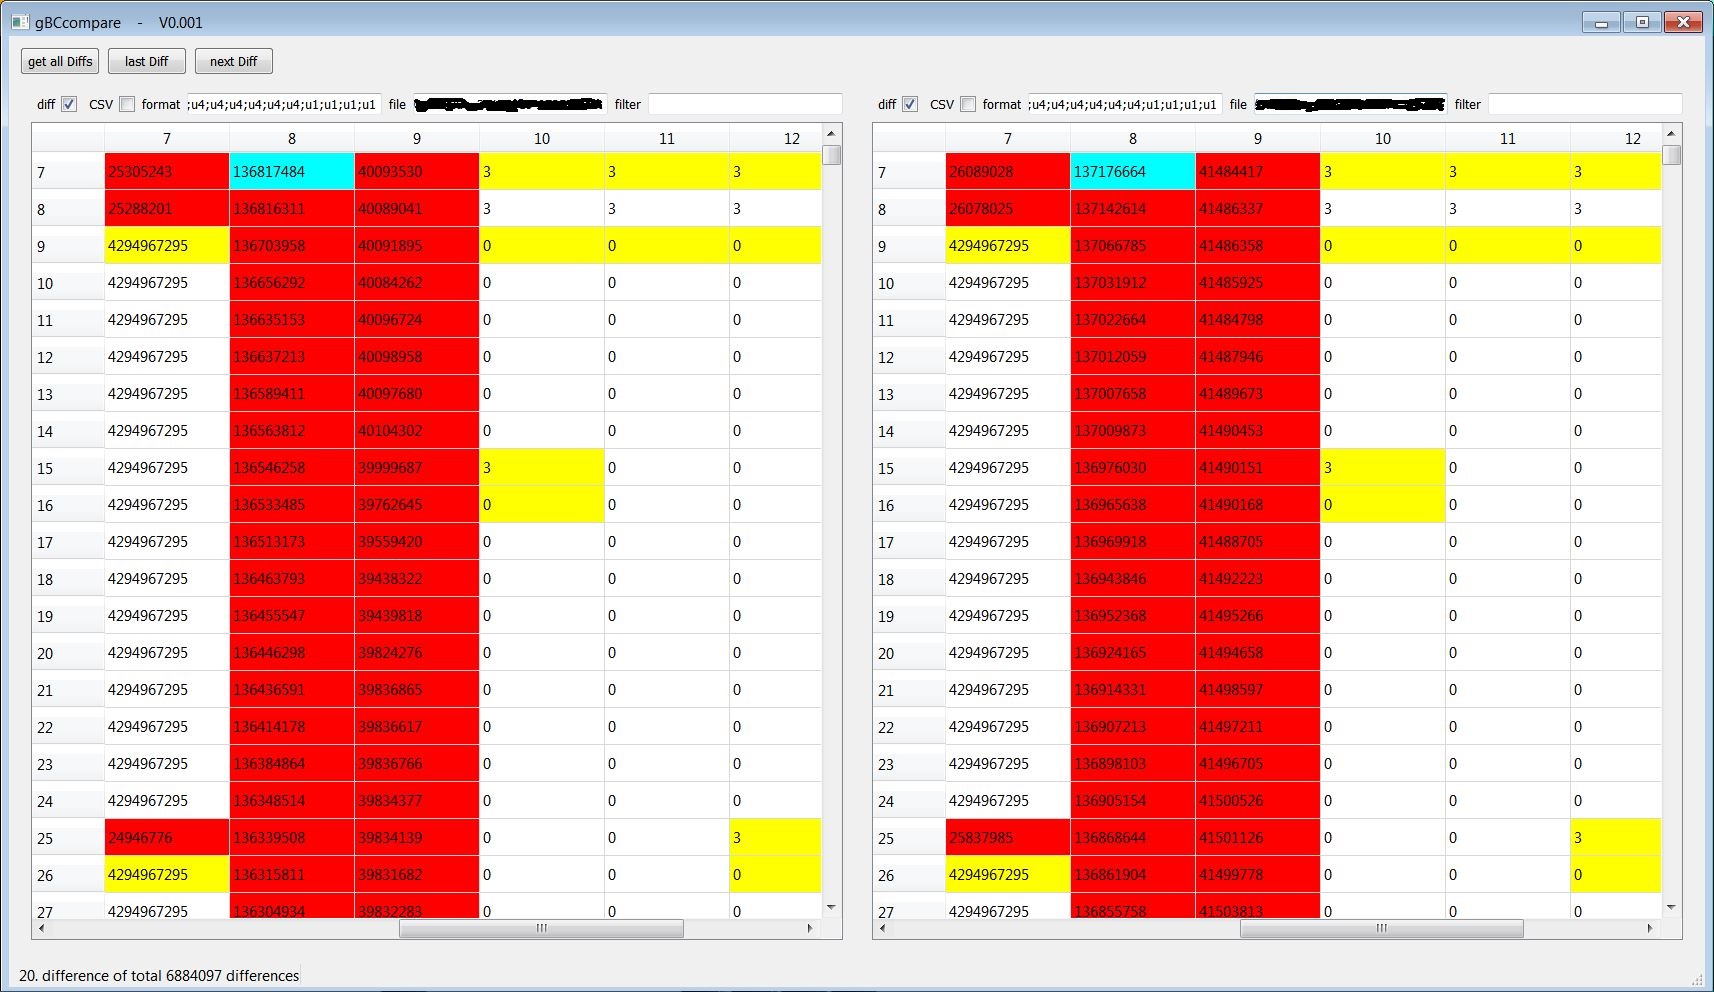 gBCcompare - V0.001
get all Diffs last Diff next Diff
diff CSV format ;u4;u4;u4;u4;u4;u4;u1;u1;u1;u1 file filter diff CSV format ;u4;u4;u4;u4;u4;u4;u1;u1;u1;u1 file filter
7 8 9 10 11 12 7 8 9 10 11 12
7 25305243 136817484 40093530 3 3 3 7 26089028 137176664 41484417 3 3 3
8 25288201 136816311 40089041 3 3 3 8 26078025 137142614 41486337 3 3 3
9 4294967295 136703958 40091895 0 0 0 9 4294967295 137066785 41486358 0 0 0
10 4294967295 136656292 40084262 0 0 0 10 4294967295 137031912 41485925 0 0 0
11 4294967295 136635153 40096724 0 0 0 11 4294967295 137022664 41484798 0 0 0
12 4294967295 136637213 40098958 0 0 0 12 4294967295 137012059 41487946 0 0 0
13 4294967295 136589411 40097680 0 0 0 13 4294967295 137007658 41489673 0 0 0
14 4294967295 136563812 40104302 0 0 0 14 4294967295 137009873 41490453 0 0 0
15 4294967295 136546258 39999687 3 0 0 15 4294967295 136976030 41490151 3 0 0
16 4294967295 136533485 39762645 0 0 0 16 4294967295 136965638 41490168 0 0 0
17 4294967295 136513173 39559420 0 0 0 17 4294967295 136969918 41488705 0 0 0
18 4294967295 136463793 39438322 0 0 0 18 4294967295 136943846 41492223 0 0 0
19 4294967295 136455547 39439818 0 0 0 19 4294967295 136952368 41495266 0 0 0
20 4294967295 136446298 39824276 0 0 0 20 4294967295 136924165 41494658 0 0 0
21 4294967295 136436591 39836865 0 0 0 21 4294967295 136914331 41498597 0 0 0
22 4294967295 136414178 39836617 0 0 0 22 4294967295 136907213 41497211 0 0 0
23 4294967295 136384864 39836766 0 0 0 23 4294967295 136898103 41496705 0 0 0
24 4294967295 136348514 39834377 0 0 0 24 4294967295 136905154 41500526 0 0 0
25 24946776 136339508 39834139 0 0 3 25 25837985 136868644 41501126 0 0 3
26 4294967295 136315811 39831682 0 0 0 26 4294967295 136861904 41499778 0 0 0
27 4294967295 136304934 39832283 0 0 0 27 4294967295 136855758 41503813 0 0 0
20. difference of total 6884097 differences